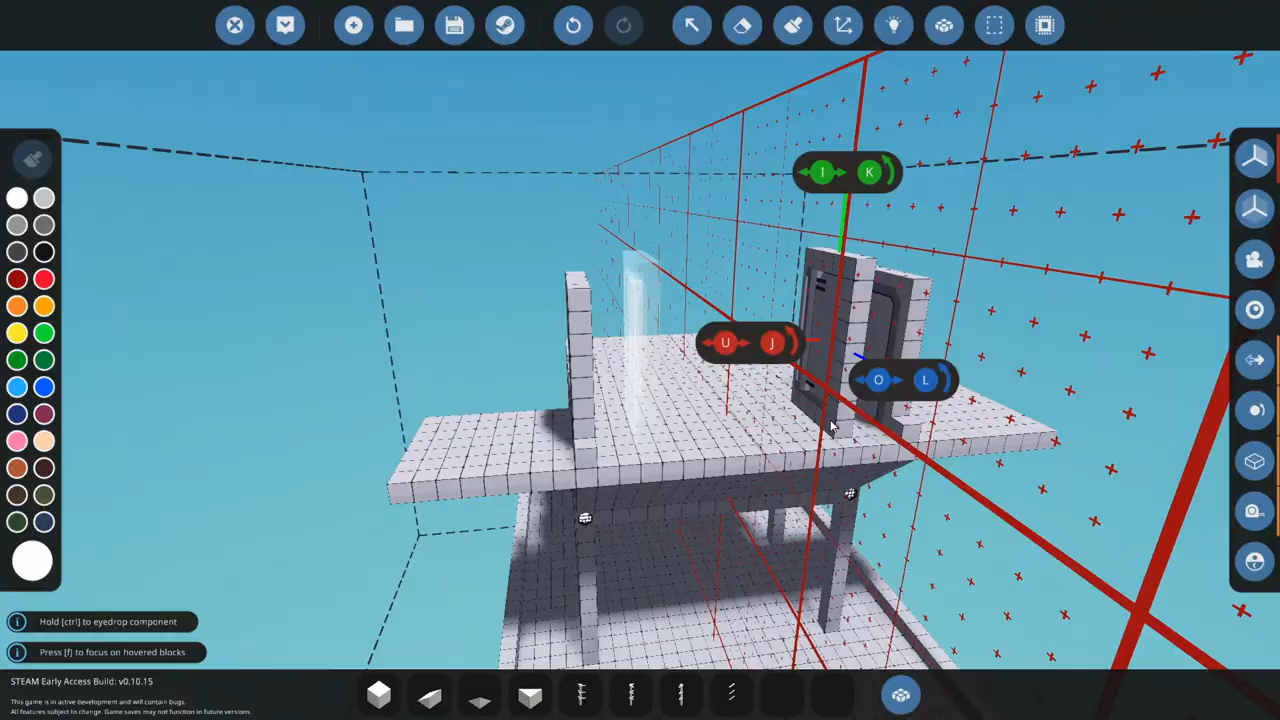 I K
U J
O L
Hold [ctrl] to eyedrop component
Press [f] to focus on hovered blocks
STEAM Early Access Build: v0.10.15
This game is in active development and will contain bugs.
All features subject to change. Game saves may not function in future versions.